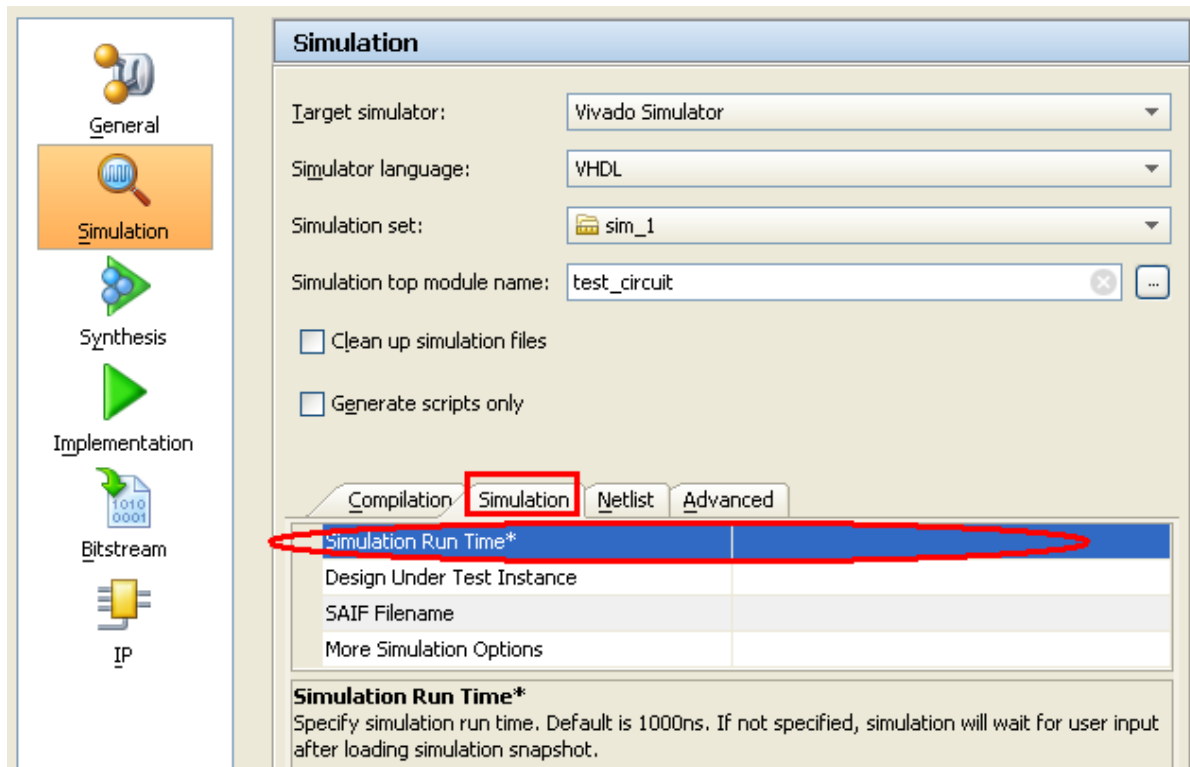 General
Simulation
Synthesis
Implementation
1010
0001
Bitstream
IP
Simulation
Target simulator: Vivado Simulator
Simulator language: VHDL
Simulation set: sim_1
Simulation top module name: test_circuit ...
Clean up simulation files
Generate scripts only
Compilation Simulation Netlist Advanced
Simulation Run Time*
Design Under Test Instance
SAIF Filename
More Simulation Options
Simulation Run Time*
Specify simulation run time. Default is 1000ns. If not specified, simulation will wait for user input
after loading simulation snapshot.